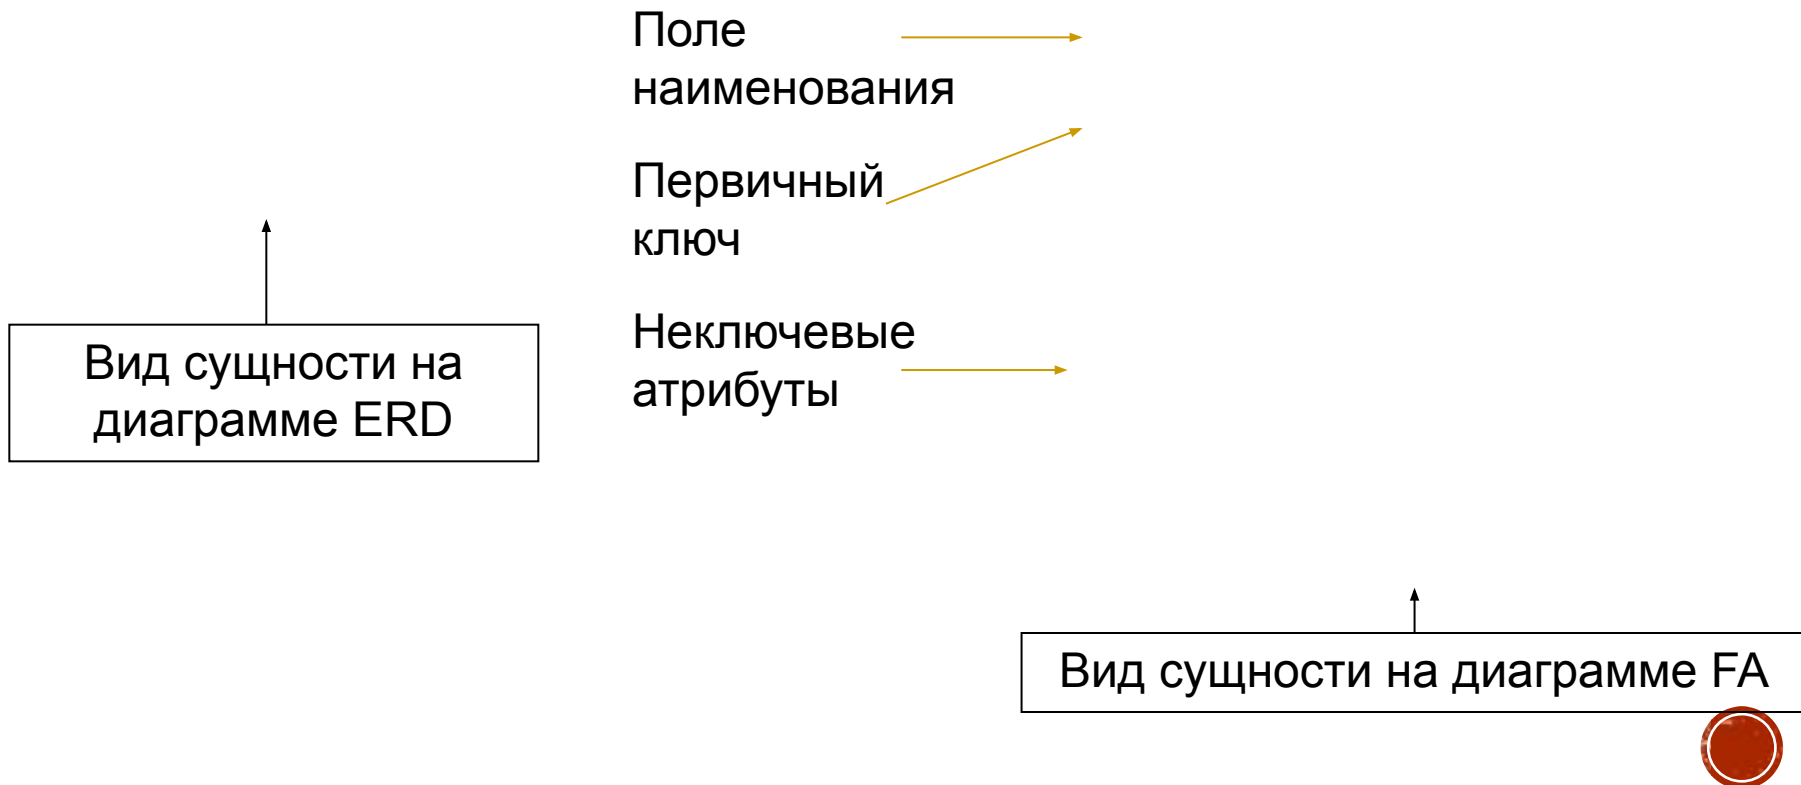 Поле
наименования
Первичный
ключ
Неключевые
атрибуты
Вид сущности на
диаграмме ERD
Вид сущности на диаграмме FA